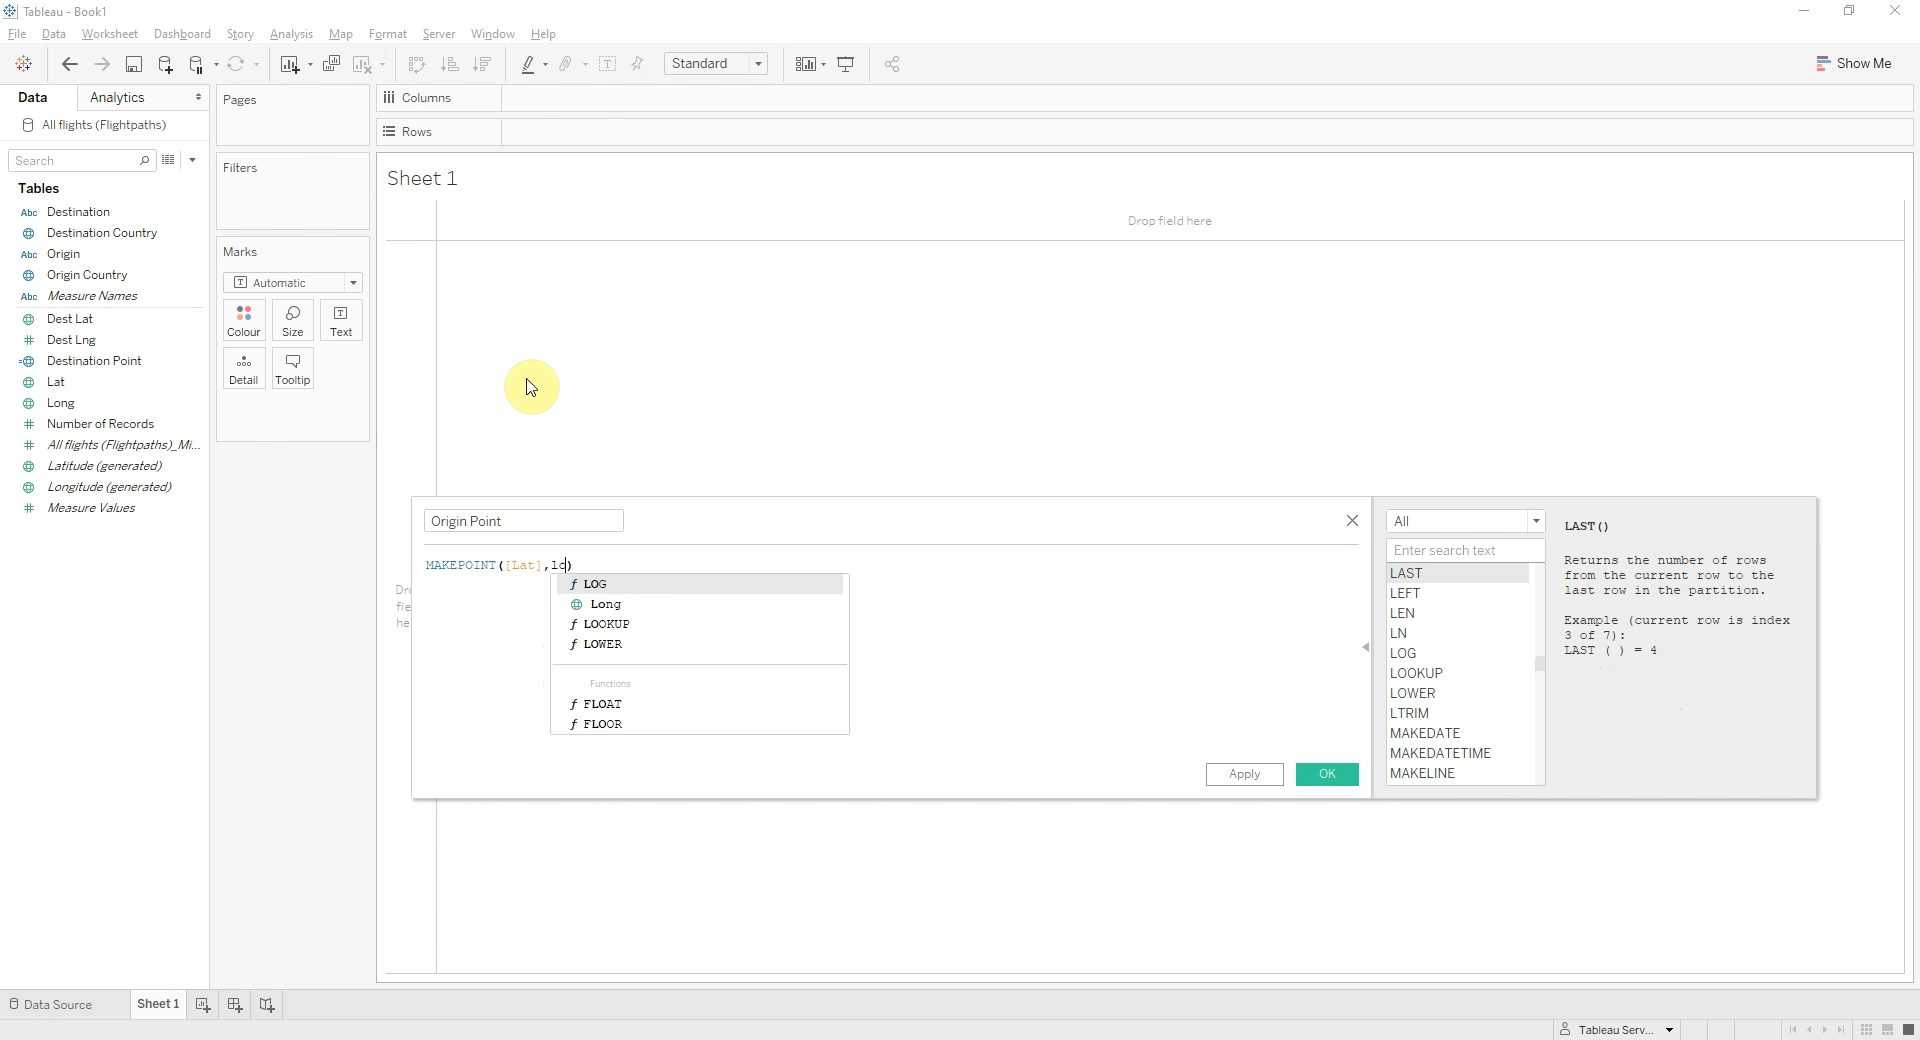 Tableau - Book1
File Data Worksheet Dashboard Story Analysis Map Format Server Window Help
Standard
Show Me
Data
Analytics
All flights (Flightpaths)
Search
Tables
Abc Destination
Destination Country
Abc Origin
Origin Country
Abc Measure Names
Dest Lat
# Dest Lng
=Destination Point
Lat
Long
# Number of Records
# All flights (Flightpaths)_Mi...
Latitude (generated)
Longitude (generated)
# Measure Values
Pages
Filters
Marks
T Automatic
Colour
Size
T Text
Detail
Tooltip
Columns
Rows
Sheet 1
Drop field here
Dro
fie
he
Origin Point
MAKEPOINT([Lat],lo)
f LOG
Long
f LOOKUP
f LOWER
Functions
f FLOAT
f FLOOR
Apply
OK
All
Enter search text
LAST
LEFT
LEN
LN
LOG
LOOKUP
LOWER
LTRIM
MAKEDATE
MAKEDATETIME
MAKELINE
LAST()
Returns the number of rows
from the current row to the
last row in the partition.
Example (current row is index
3 of 7):
LAST ( ) = 4
Data Source
Sheet 1
Tableau Serv...